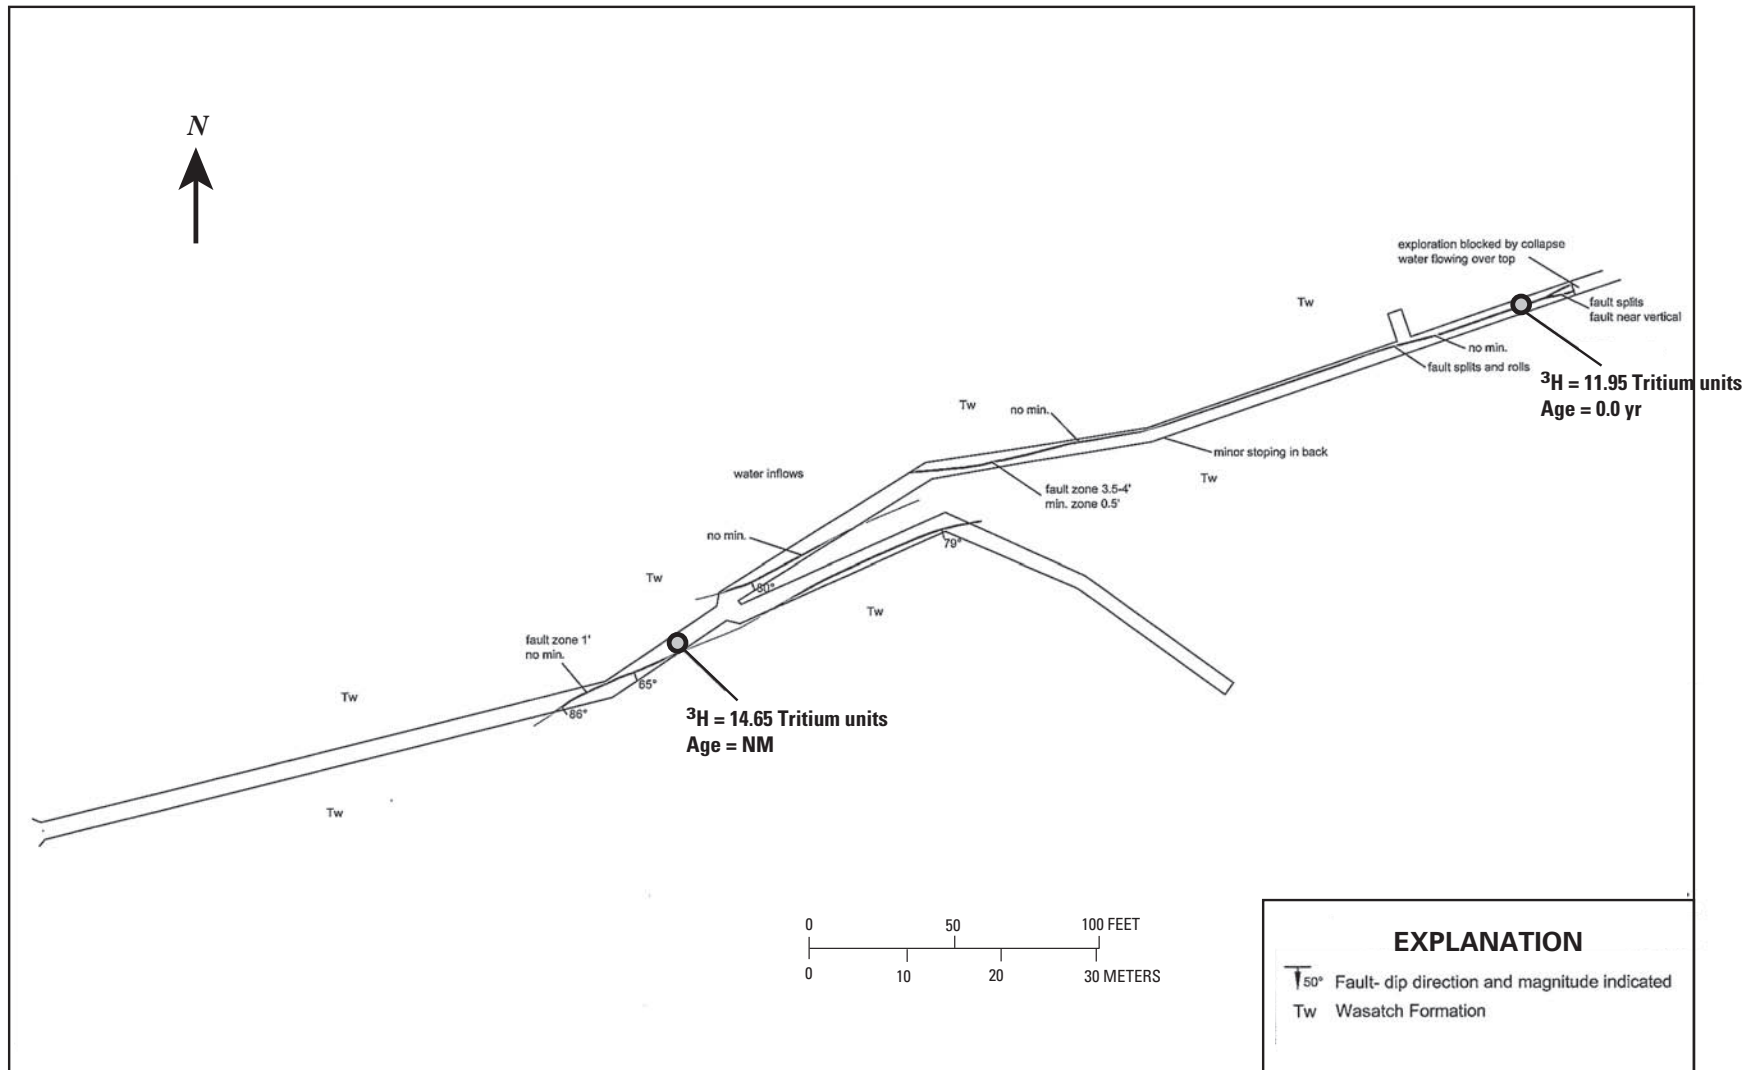 N
exploration blocked by collapse
water flowing over top
Tw
fault splits
fault near vertical
no min.
fault splits and rolls
³H = 11.95 Tritium units
Age = 0.0 yr
Tw
no min.
minor stoping in back
Tw
water inflows
fault zone 3.5-4'
min. zone 0.5'
no min.
79°
Tw
80°
Tw
fault zone 1'
no min.
65°
86°
Tw
³H = 14.65 Tritium units
Age = NM
Tw
0 50 100 FEET
0 10 20 30 METERS
EXPLANATION
50° Fault- dip direction and magnitude indicated
Tw Wasatch Formation